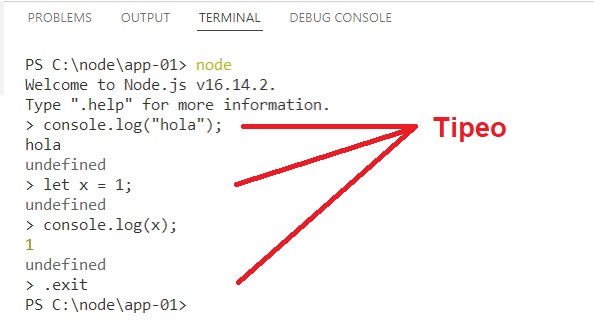 PROBLEMS OUTPUT TERMINAL DEBUG CONSOLE
PS C:\node\app-01> node
Welcome to Node.js v16.14.2.
Type ".help" for more information.
> console.log("hola");
Tipeo
hola
undefined
> let x = 1;
undefined
> console.log(x);
1
undefined
> .exit
PS C:\node\app-01>